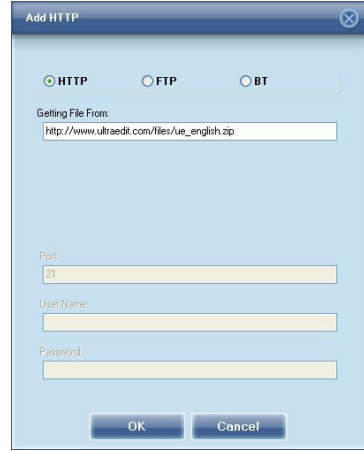 Add HTTP
HTTP FTP BT
Getting File From:
http://www.ultraedit.com/files/ue_english.zip
Port:
21
User Name:
Password:
OK Cancel